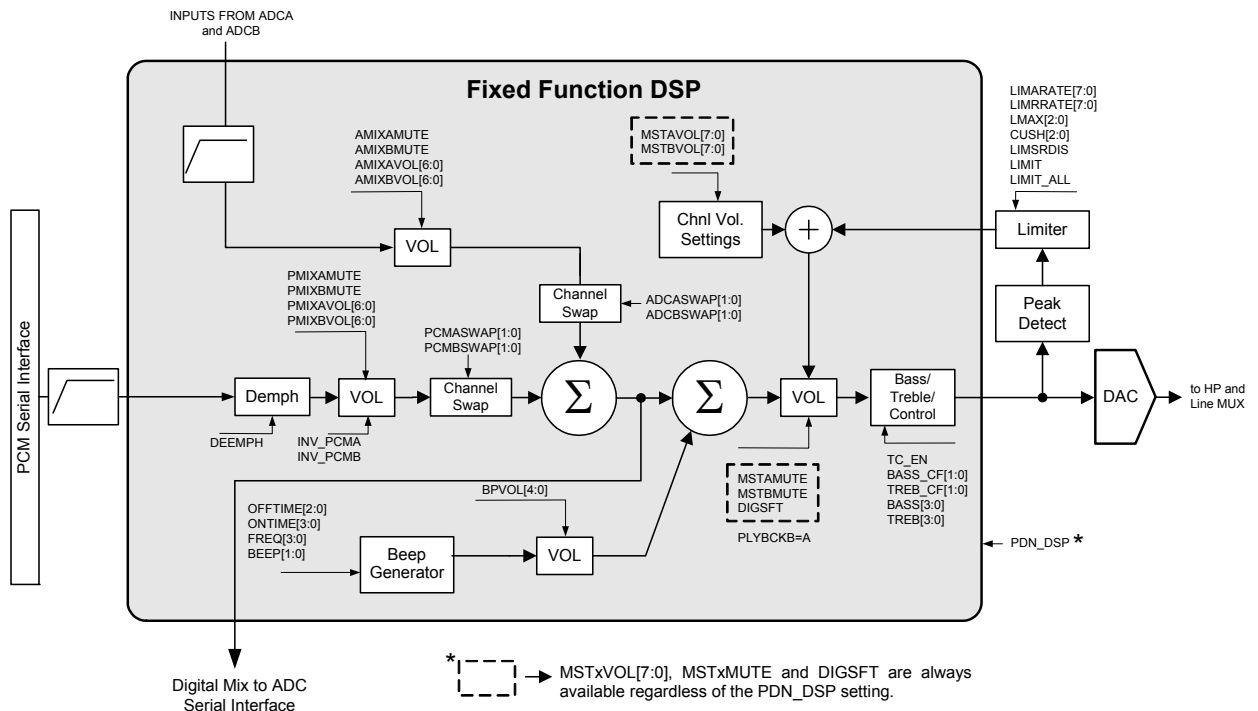 INPUTS FROM ADCA
and ADCB
Fixed Function DSP
LIMARATE[7:0]
LIMRRATE[7:0]
LMAX[2:0]
CUSH[2:0]
LIMSRDIS
LIMIT
LIMIT_ALL
MSTAVOL[7:0]
MSTBVOL[7:0]
AMIXAMUTE
AMIXBMUTE
AMIXAVOL[6:0]
AMIXBVOL[6:0]
VOL
Chnl Vol.
Settings
+
Limiter
PMIXAMUTE
PMIXBMUTE
PMIXAVOL[6:0]
PMIXBVOL[6:0]
Channel
Swap
ADCASWAP[1:0]
ADCBSWAP[1:0]
Peak
Detect
PCMASWAP[1:0]
PCMBSWAP[1:0]
PCM Serial Interface
Demph
VOL
Channel
Swap
Σ
Σ
VOL
Bass/
Treble/
Control
DAC
to HP and
Line MUX
DEEMPH
INV_PCMA
INV_PCMB
TC_EN
BASS_CF[1:0]
TREB_CF[1:0]
BASS[3:0]
TREB[3:0]
MSTAMUTE
MSTBMUTE
DIGSFT
PLYBCKB=A
BPVOL[4:0]
OFFTIME[2:0]
ONTIME[3:0]
FREQ[3:0]
BEEP[1:0]
Beep
Generator
VOL
PDN_DSP *
Digital Mix to ADC
Serial Interface
*
MSTxVOL[7:0], MSTxMUTE and DIGSFT are always
available regardless of the PDN_DSP setting.